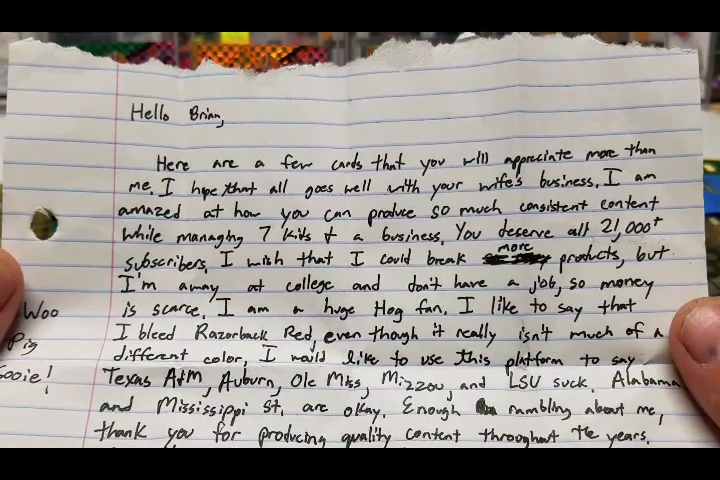 Hello Brian,
Here are a few cards that you will appreciate more than
me. I hope that all goes well with your wife's business. I am
amazed at how you can produce so much consistent content
while managing 7 kids & a business. You deserve all 21,000+
subscribers. I wish that I could break more products, but
I'm away at college and don't have a job, so money
is scarce. I am a huge Hog fan. I like to say that
I bleed Razorback Red, even though it really isn't much of a
different color. I would like to use this platform to say
Texas A&M, Auburn, Ole Miss, Mizzou, and LSU suck. Alabama
and Mississippi St. are okay. Enough rambling about me,
thank you for producing quality content throughout the years.
Woo
Pig
Sooie!